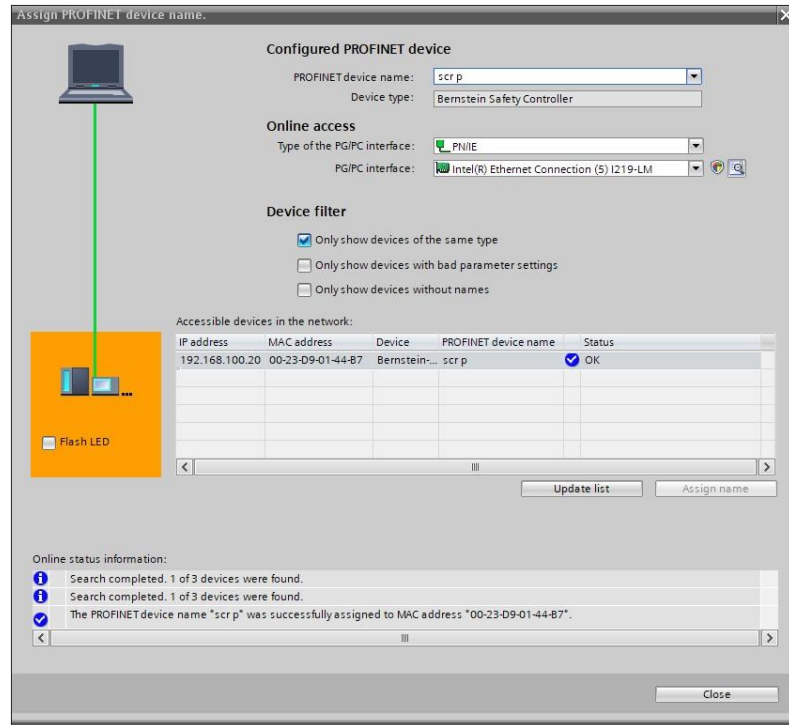 Assign PROFINET device name.
Configured PROFINET device
PROFINET device name: scr p
Device type: Bernstein Safety Controller
Online access
Type of the PG/PC interface: PN/IE
PG/PC interface: Intel(R) Ethernet Connection (5) I219-LM
Device filter
Only show devices of the same type
Only show devices with bad parameter settings
Only show devices without names
Accessible devices in the network:
IP address MAC address Device PROFINET device name Status
192.168.100.20 00-23-D9-01-44-B7 Bernstein-... scr p OK
Flash LED
Update list Assign name
Online status information:
Search completed. 1 of 3 devices were found.
Search completed. 1 of 3 devices were found.
The PROFINET device name "scr p" was successfully assigned to MAC address "00-23-D9-01-44-B7".
Close